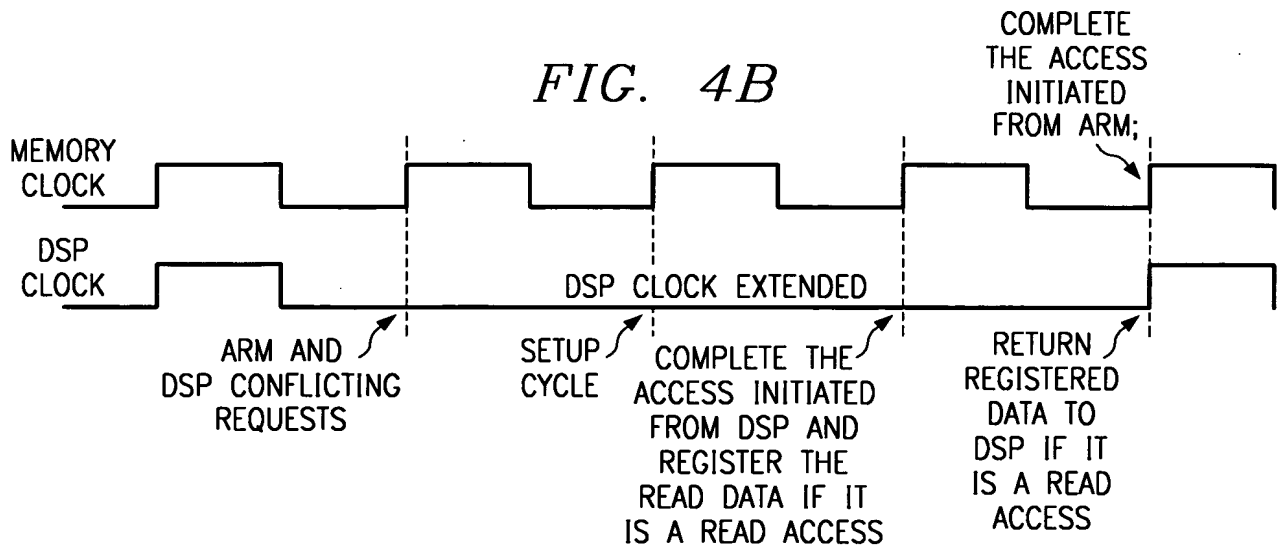 FIG. 4B
COMPLETE
THE ACCESS
INITIATED
FROM ARM;
MEMORY
CLOCK
DSP
CLOCK
DSP CLOCK EXTENDED
ARM AND
DSP CONFLICTING
REQUESTS
SETUP
CYCLE
COMPLETE THE
ACCESS INITIATED
FROM DSP AND
REGISTER THE
READ DATA IF IT
IS A READ ACCESS
RETURN
REGISTERED
DATA TO
DSP IF IT
IS A READ
ACCESS